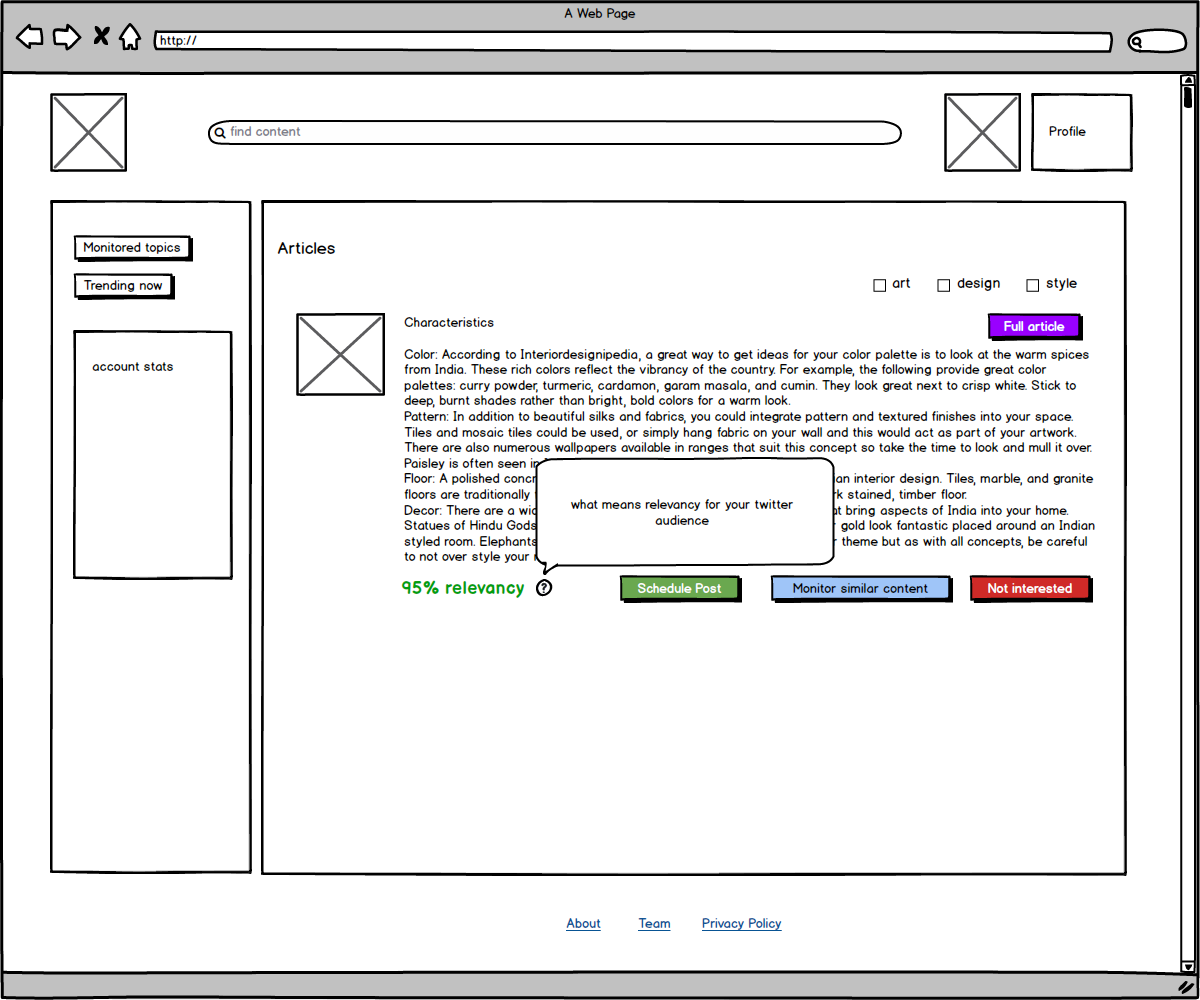 A Web Page
http://
find content
Profile
Monitored topics
Trending now
account stats
Articles
art design style
Characteristics
Full article
Color: According to Interiordesignipedia, a great way to get ideas for your color palette is to look at the warm spices
from India. These rich colors reflect the vibrancy of the country. For example, the following provide great color
palettes: curry powder, turmeric, cardamon, garam masala, and cumin. They look great next to crisp white. Stick to
deep, burnt shades rather than bright, bold colors for a warm look.
Pattern: In addition to beautiful silks and fabrics, you could integrate pattern and textured finishes into your space.
Tiles and mosaic tiles could be used, or simply hang fabric on your wall and this would act as part of your artwork.
There are also numerous wallpapers available in ranges that suit this concept so take the time to look and mull it over.
Paisley is often seen in
Floor: A polished an interior design. Tiles, marble, and granite
floors are traditionally stained, timber floor.
Decor: There are a bring aspects of India into your home.
Statues of Hindu Gods gold look fantastic placed around an Indian
styled room. Elephants theme but as with all concepts, be careful
to not over style your
what means relevancy for your twitter
audience
95% relevancy ?
Schedule Post
Monitor similar content
Not interested
About Team Privacy Policy